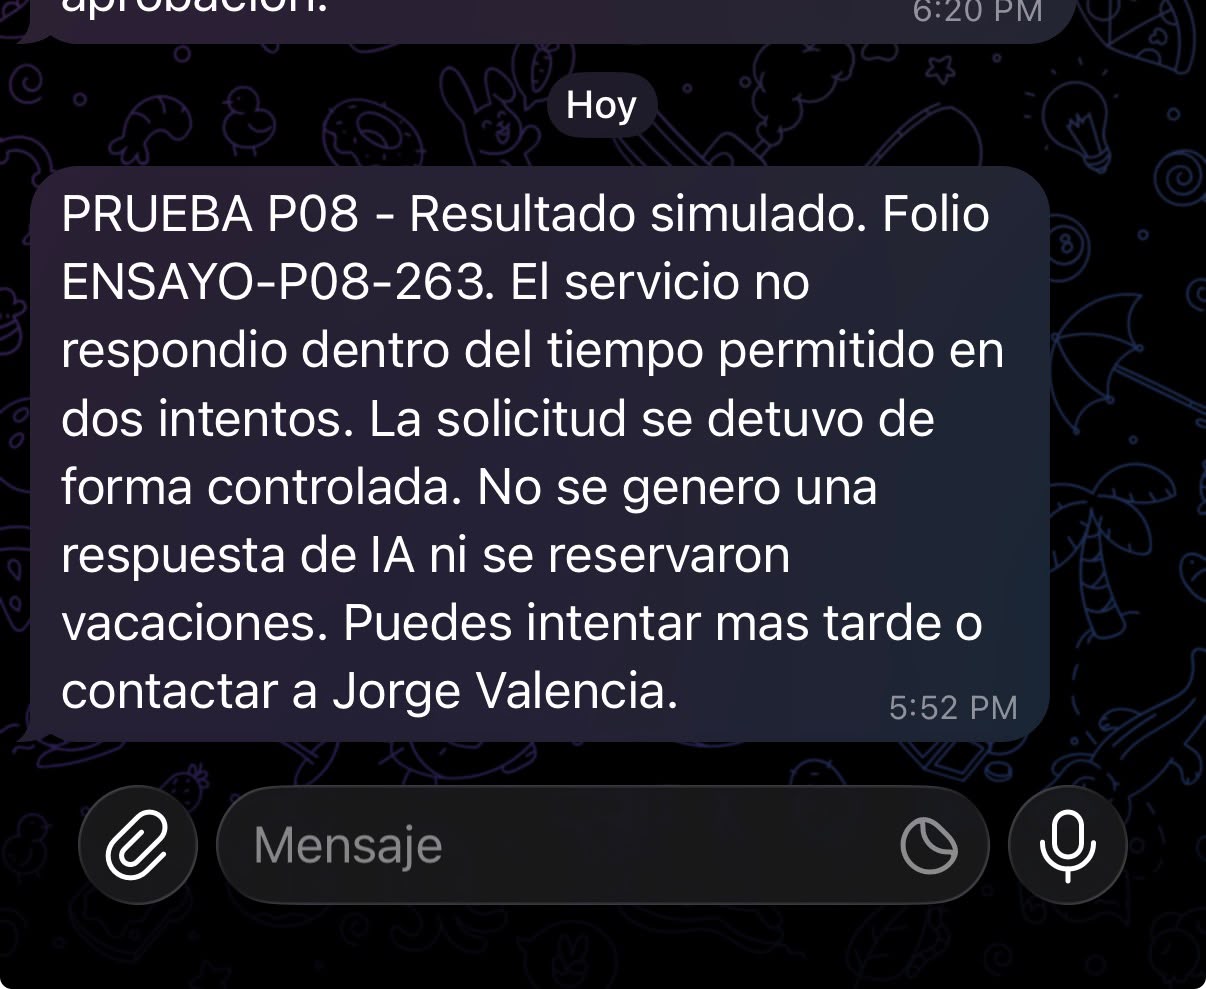 aprobación.
6:20 PM
Hoy
PRUEBA P08 - Resultado simulado. Folio
ENSAYO-P08-263. El servicio no
respondio dentro del tiempo permitido en
dos intentos. La solicitud se detuvo de
forma controlada. No se genero una
respuesta de IA ni se reservaron
vacaciones. Puedes intentar mas tarde o
contactar a Jorge Valencia.
5:52 PM
Mensaje